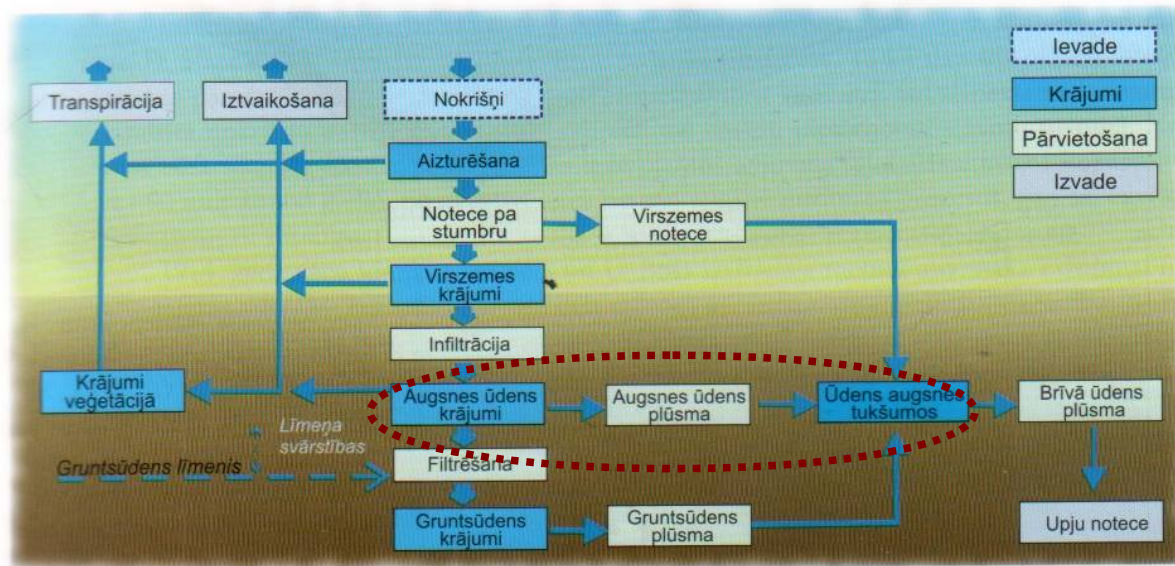 Ievade
Krājumi
Pārvietošana
Izvade
Transpirācija
Iztvaikošana
Nokrišņi
Aizturēšana
Notece pa
stumbru
Virszemes
notece
Virszemes
krājumi
Infiltrācija
Krājumi
veģetācijā
Augsnes ūdens
krājumi
Augsnes ūdens
plūsma
Ūdens augsnes
tukšumos
Brīvā ūdens
plūsma
Līmeņa
svārstības
Gruntsūdens līmenis
Filtrēšana
Gruntsūdens
krājumi
Gruntsūdens
plūsma
Upju notece